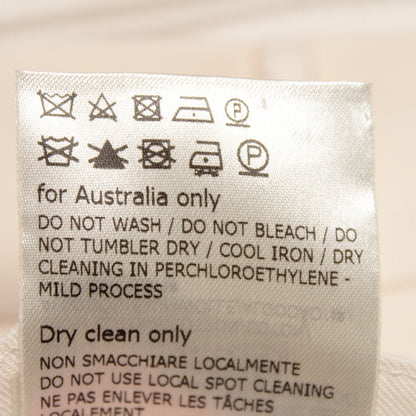 P
P
for Australia only
DO NOT WASH / DO NOT BLEACH / DO
NOT TUMBLER DRY / COOL IRON / DRY
CLEANING IN PERCHLOROETHYLENE -
MILD PROCESS
Dry clean only
NON SMACCHIARE LOCALMENTE
DO NOT USE LOCAL SPOT CLEANING
NE PAS ENLEVER LES TÂCHES
LOCALEMENT